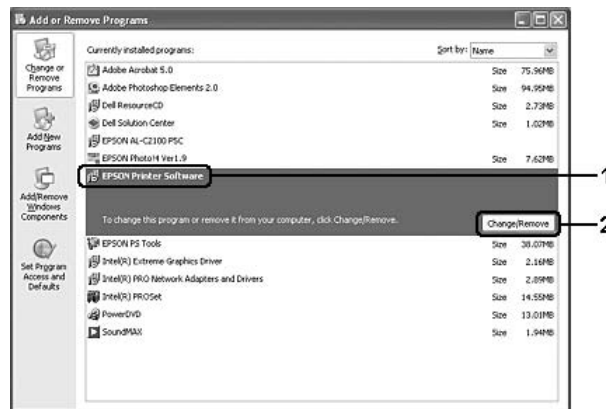 Add or Remove Programs
Change or
Remove
Programs
Add New
Programs
Add/Remove
Windows
Components
Set Program
Access and
Defaults
Currently installed programs:
Sort by: Name
Adobe Acrobat 5.0 Size 75.96MB
Adobe Photoshop Elements 2.0 Size 94.95MB
Dell ResourceCD Size 2.73MB
Dell Solution Center Size 1.02MB
EPSON AL-C2100 PSC
EPSON PhotoH Ver1.9 Size 7.62MB
EPSON Printer Software 1
To change this program or remove it from your computer, click Change/Remove.
Change/Remove 2
EPSON PS Tools Size 38.07MB
Intel(R) Extreme Graphics Driver Size 2.16MB
Intel(R) PRO Network Adapters and Drivers Size 2.89MB
Intel(R) PROSet Size 14.55MB
PowerDVD Size 13.01MB
SoundMAX Size 1.94MB